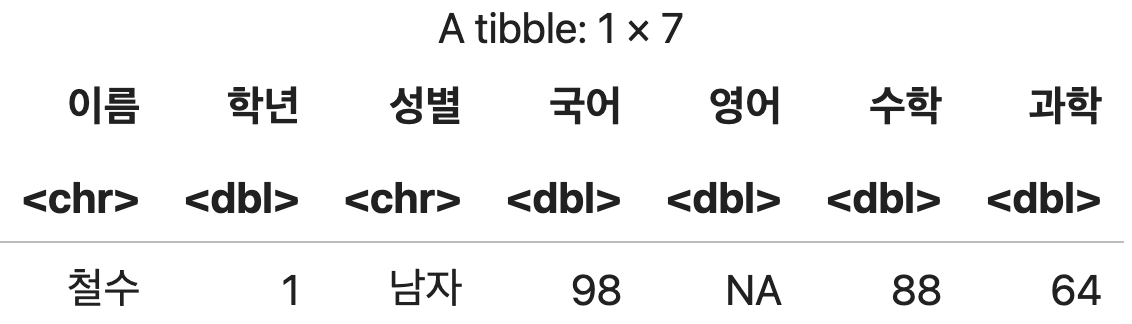 A tibble: 1 × 7
이름 학년 성별 국어 영어 수학 과학
<chr> <dbl> <chr> <dbl> <dbl> <dbl> <dbl>
철수 1 남자 98 NA 88 64